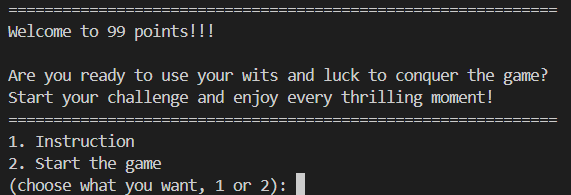 =============================================================
Welcome to 99 points!!!
Are you ready to use your wits and luck to conquer the game?
Start your challenge and enjoy every thrilling moment!
=============================================================
1. Instruction
2. Start the game
(choose what you want, 1 or 2):